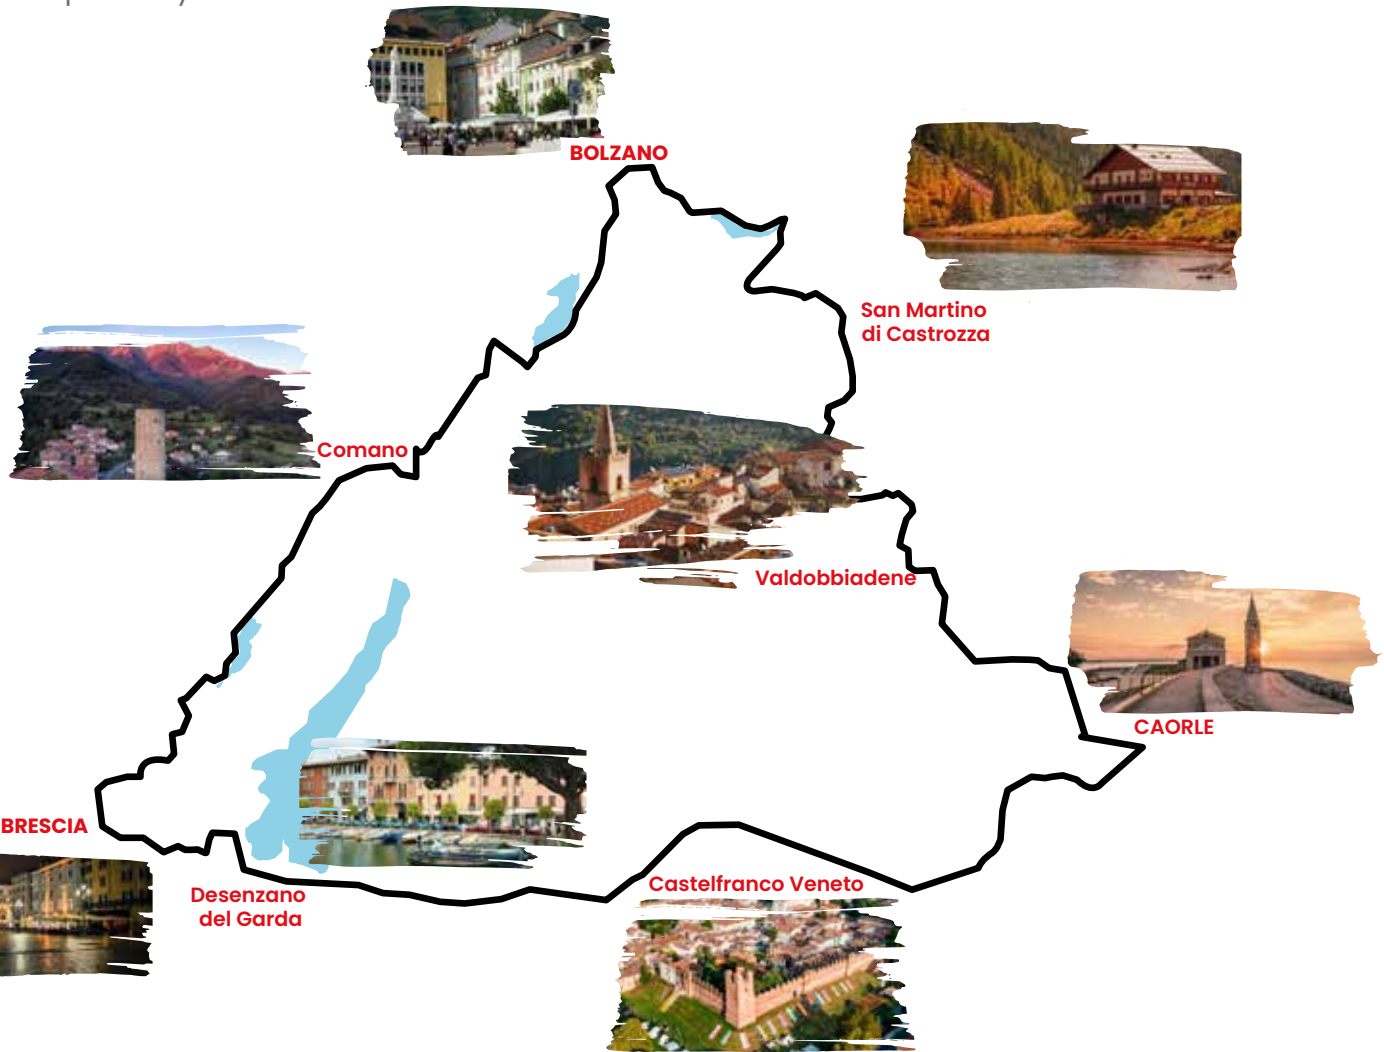 BOLZANO
San Martino
di Castrozza
Comano
Valdobbiadene
CAORLE
BRESCIA
Castelfranco Veneto
Desenzano
del Garda